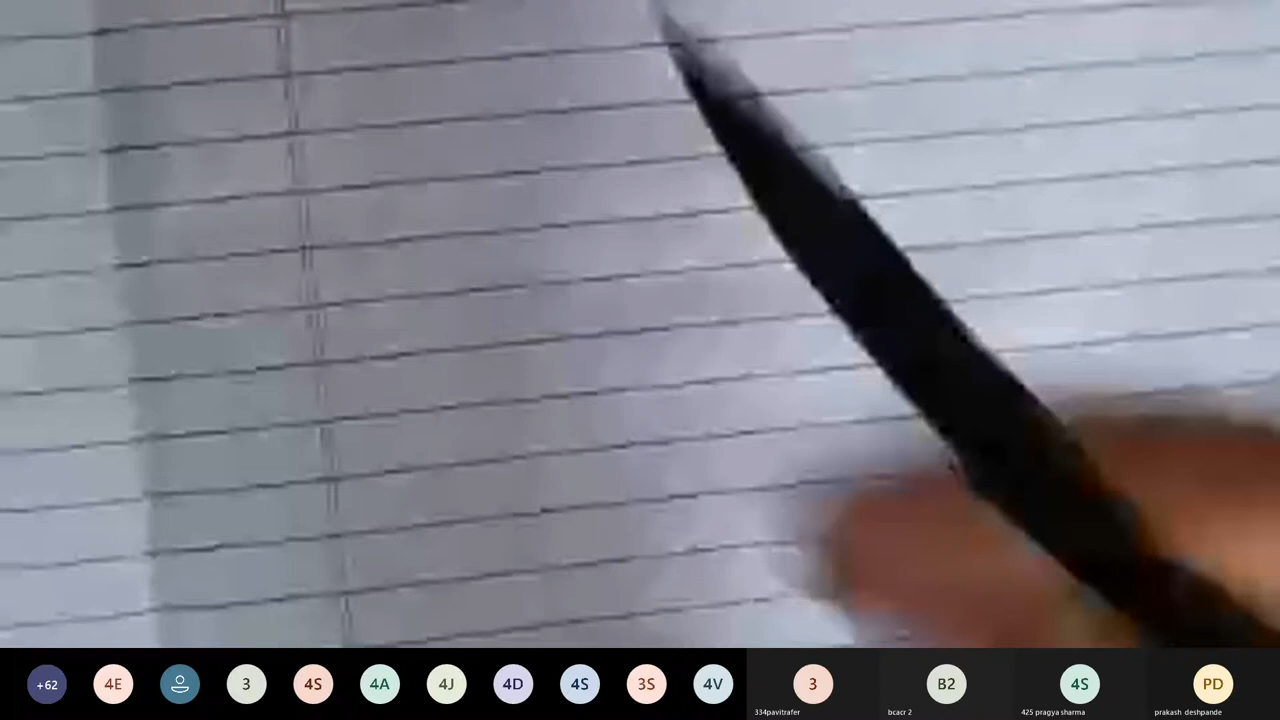 +62 4E 3 4S 4A 4J 4D 4S 3S 4V 3 B2 4S PD
334pavitrafer bcacr 2 425 pragya sharma prakash deshpande